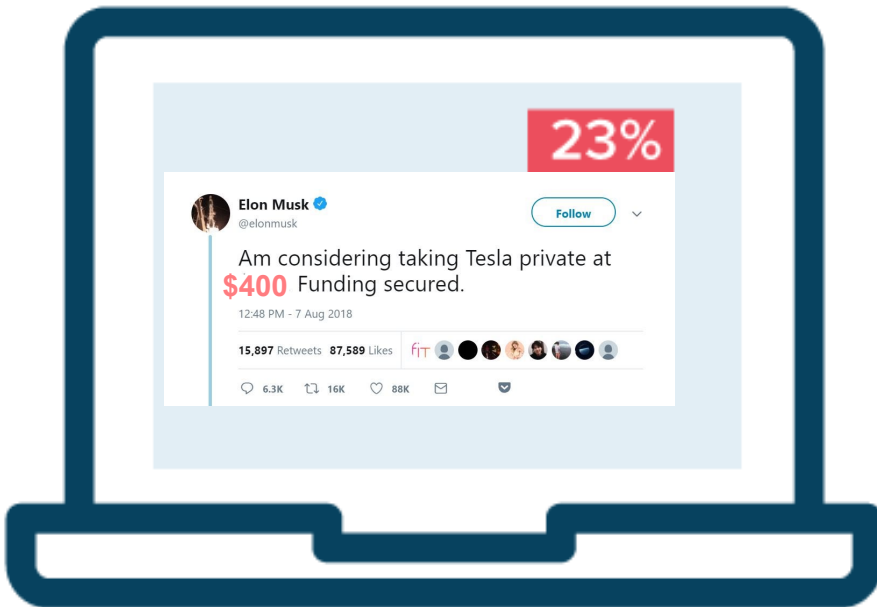 23%
Elon Musk
@elonmusk
Follow
Am considering taking Tesla private at
$400 Funding secured.
12:48 PM - 7 Aug 2018
15,897 Retweets 87,589 Likes
fit
6.3K 16K 88K